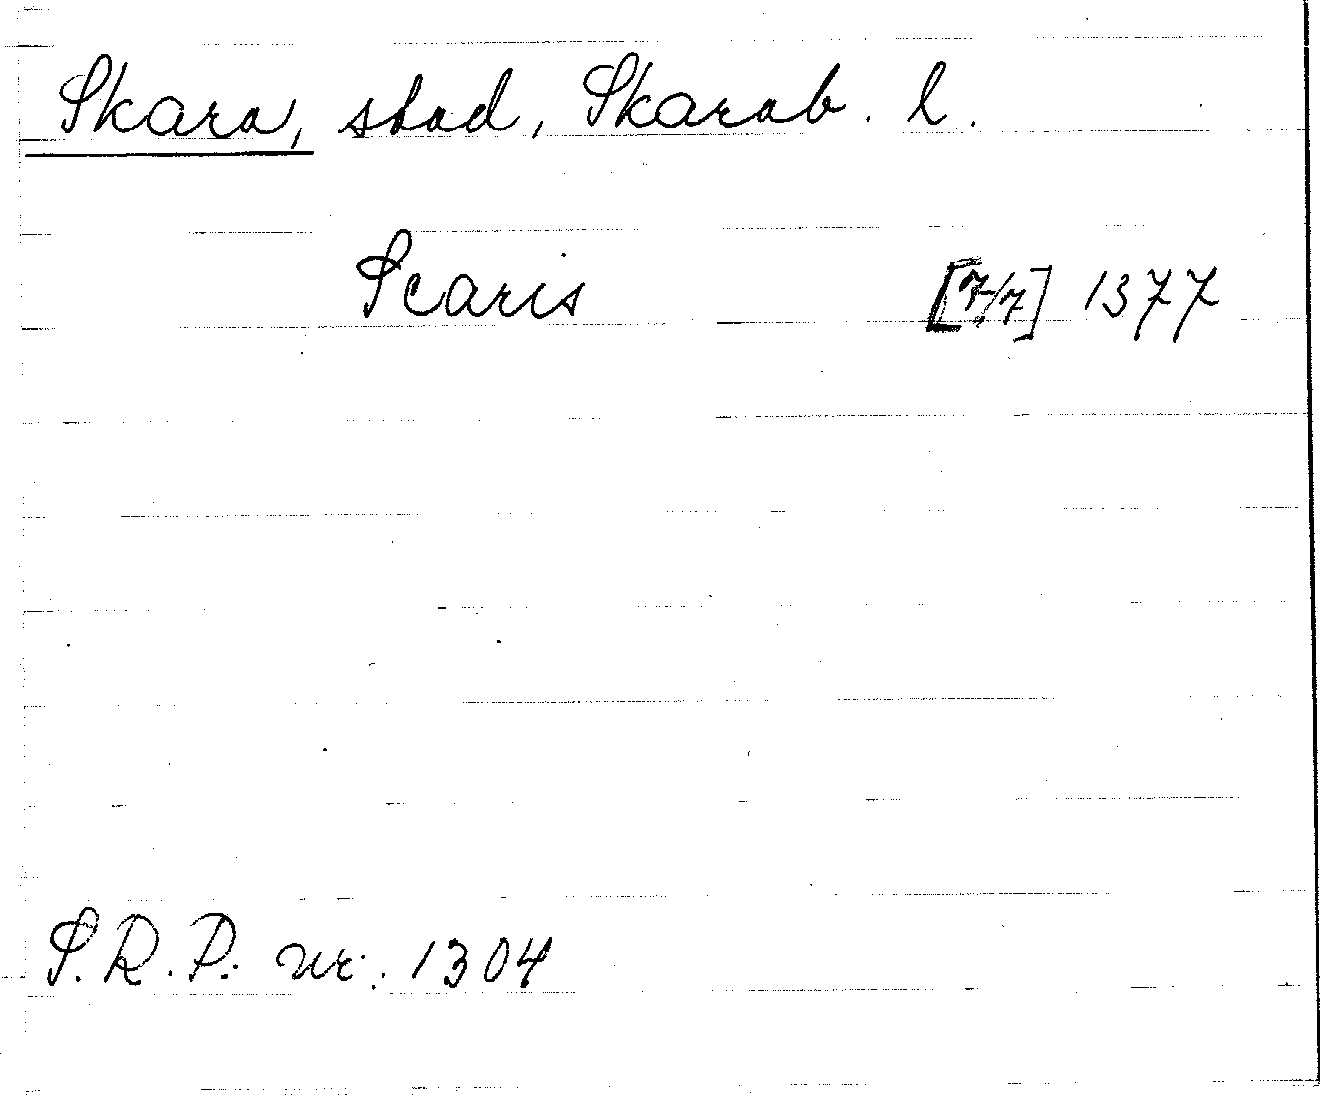 Skara, stad, Skarab. l.
Scaris [7/7] 1377
S.R.P. nr. 1304